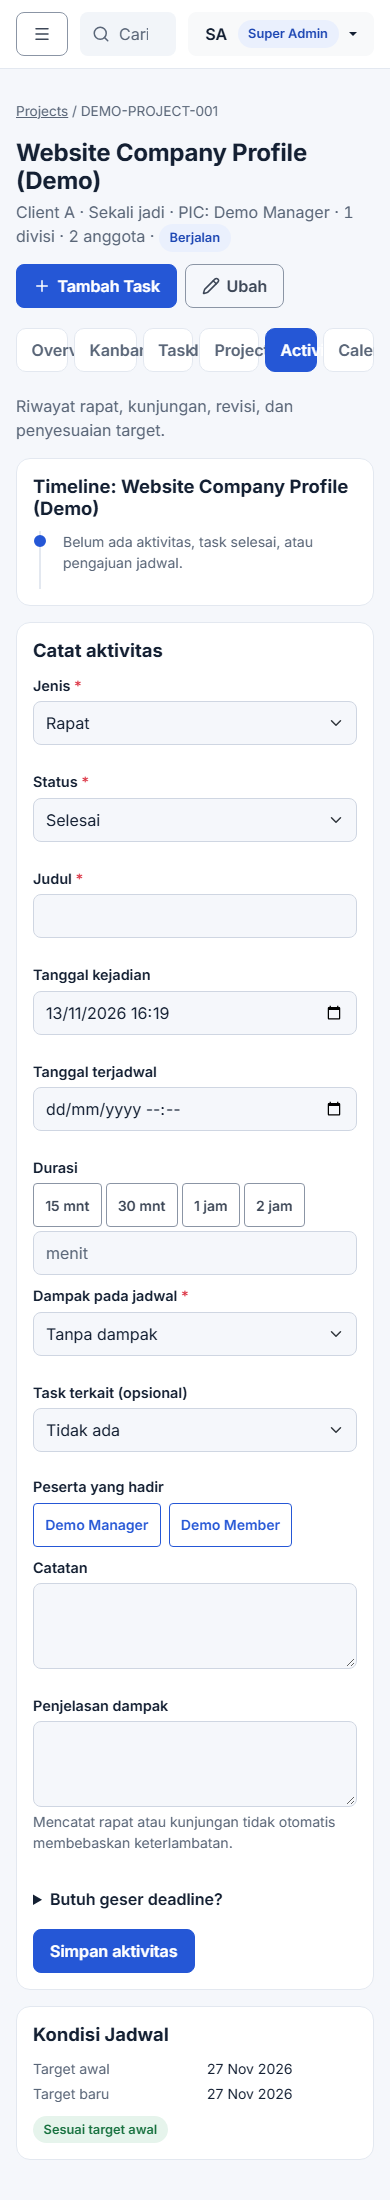 Cari
SA Super Admin
Projects / DEMO-PROJECT-001
Website Company Profile
(Demo)
Client A · Sekali jadi · PIC: Demo Manager · 1
divisi · 2 anggota · Berjalan
Tambah Task Ubah
Overv Kanban Taskd Project Activ Cale
Riwayat rapat, kunjungan, revisi, dan
penyesuaian target.
Timeline: Website Company Profile
(Demo)
Belum ada aktivitas, task selesai, atau
pengajuan jadwal.
Catat aktivitas
Jenis *
Rapat
Status *
Selesai
Judul *
Tanggal kejadian
13/11/2026 16:19
Tanggal terjadwal
dd/mm/yyyy --:--
Durasi
15 mnt 30 mnt 1 jam 2 jam
menit
Dampak pada jadwal *
Tanpa dampak
Task terkait (opsional)
Tidak ada
Peserta yang hadir
Demo Manager Demo Member
Catatan
Penjelasan dampak
Mencatat rapat atau kunjungan tidak otomatis
membebaskan keterlambatan.
Butuh geser deadline?
Simpan aktivitas
Kondisi Jadwal
Target awal 27 Nov 2026
Target baru 27 Nov 2026
Sesuai target awal